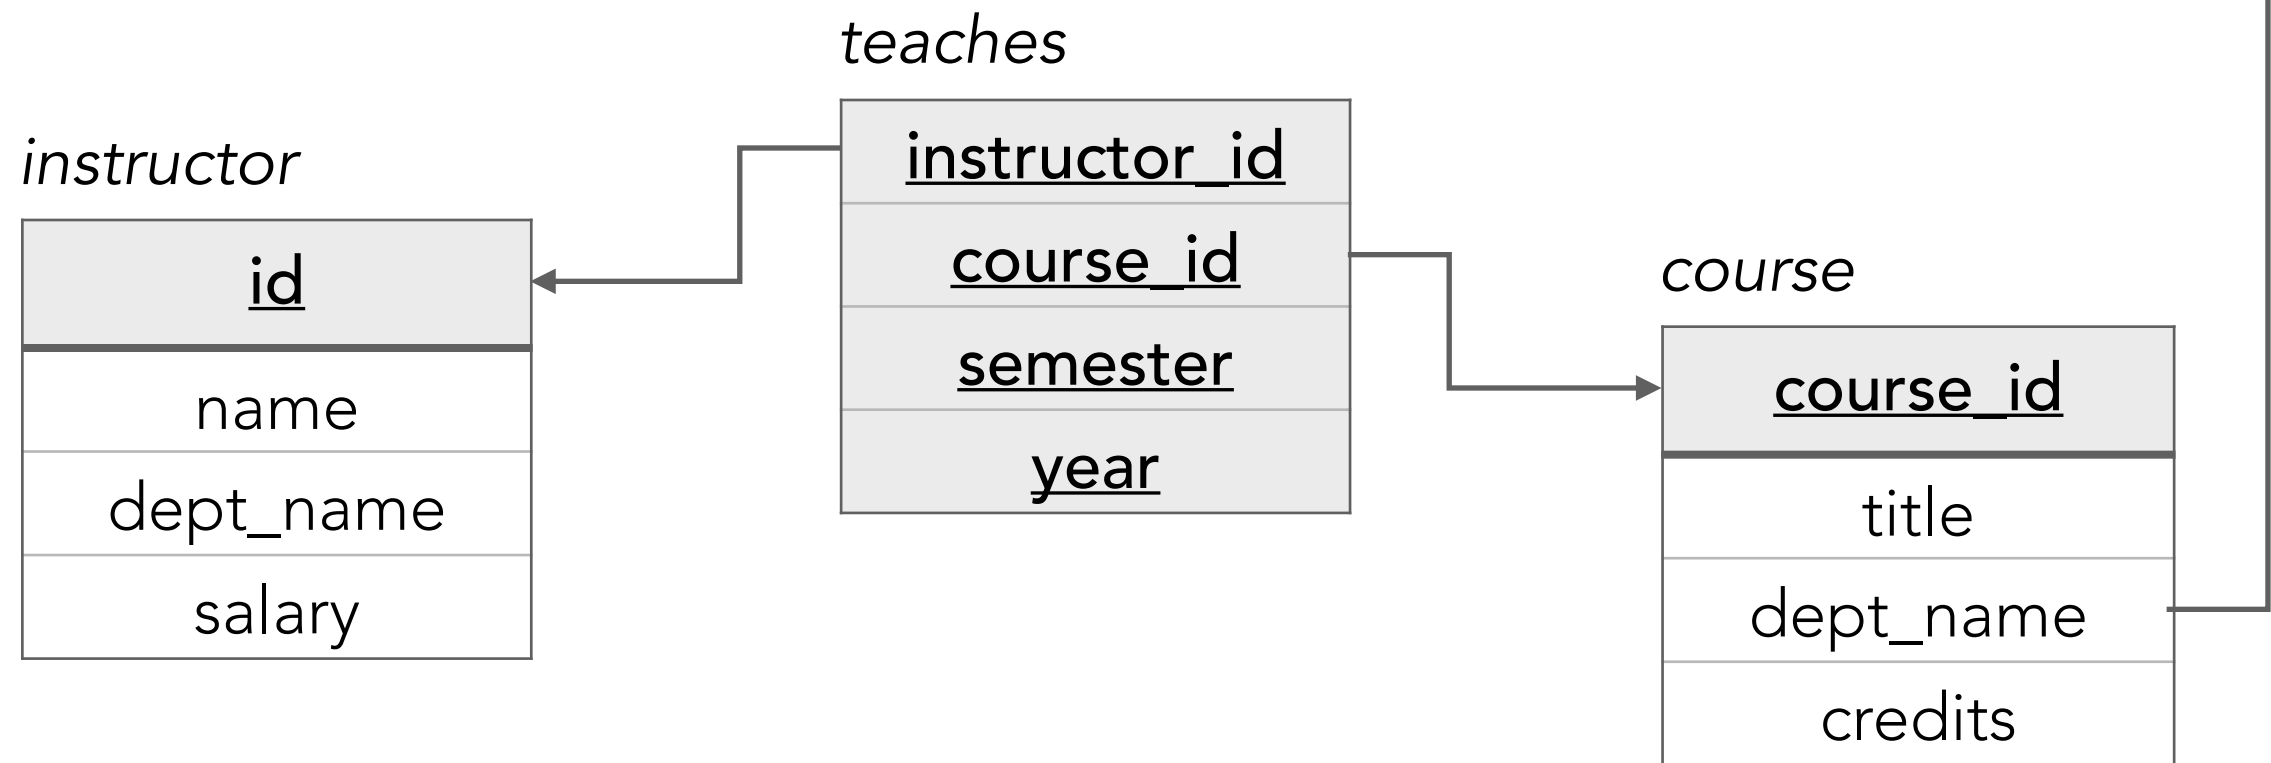 instructor
id
name
dept_name
salary
teaches
instructor_id
course_id
semester
year
course
course_id
title
dept_name
credits